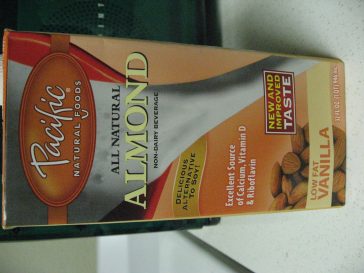 Pacific®
NATURAL FOODS
ALL NATURAL
ALMOND
NON-DAIRY BEVERAGE
DELICIOUS
ALTERNATIVE
TO SOY!
NEW AND
IMPROVED
TASTE
Excellent Source
of Calcium, Vitamin D
& Riboflavin
LOW FAT
VANILLA